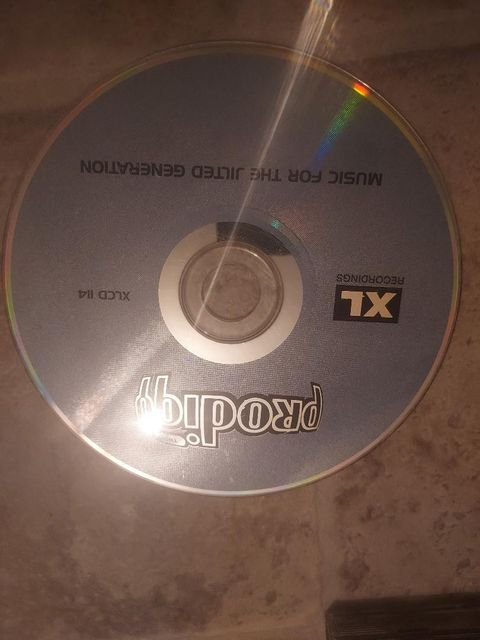 PRODIGY
XL
RECORDINGS
XLCD 114
MUSIC FOR THE JILTED GENERATION